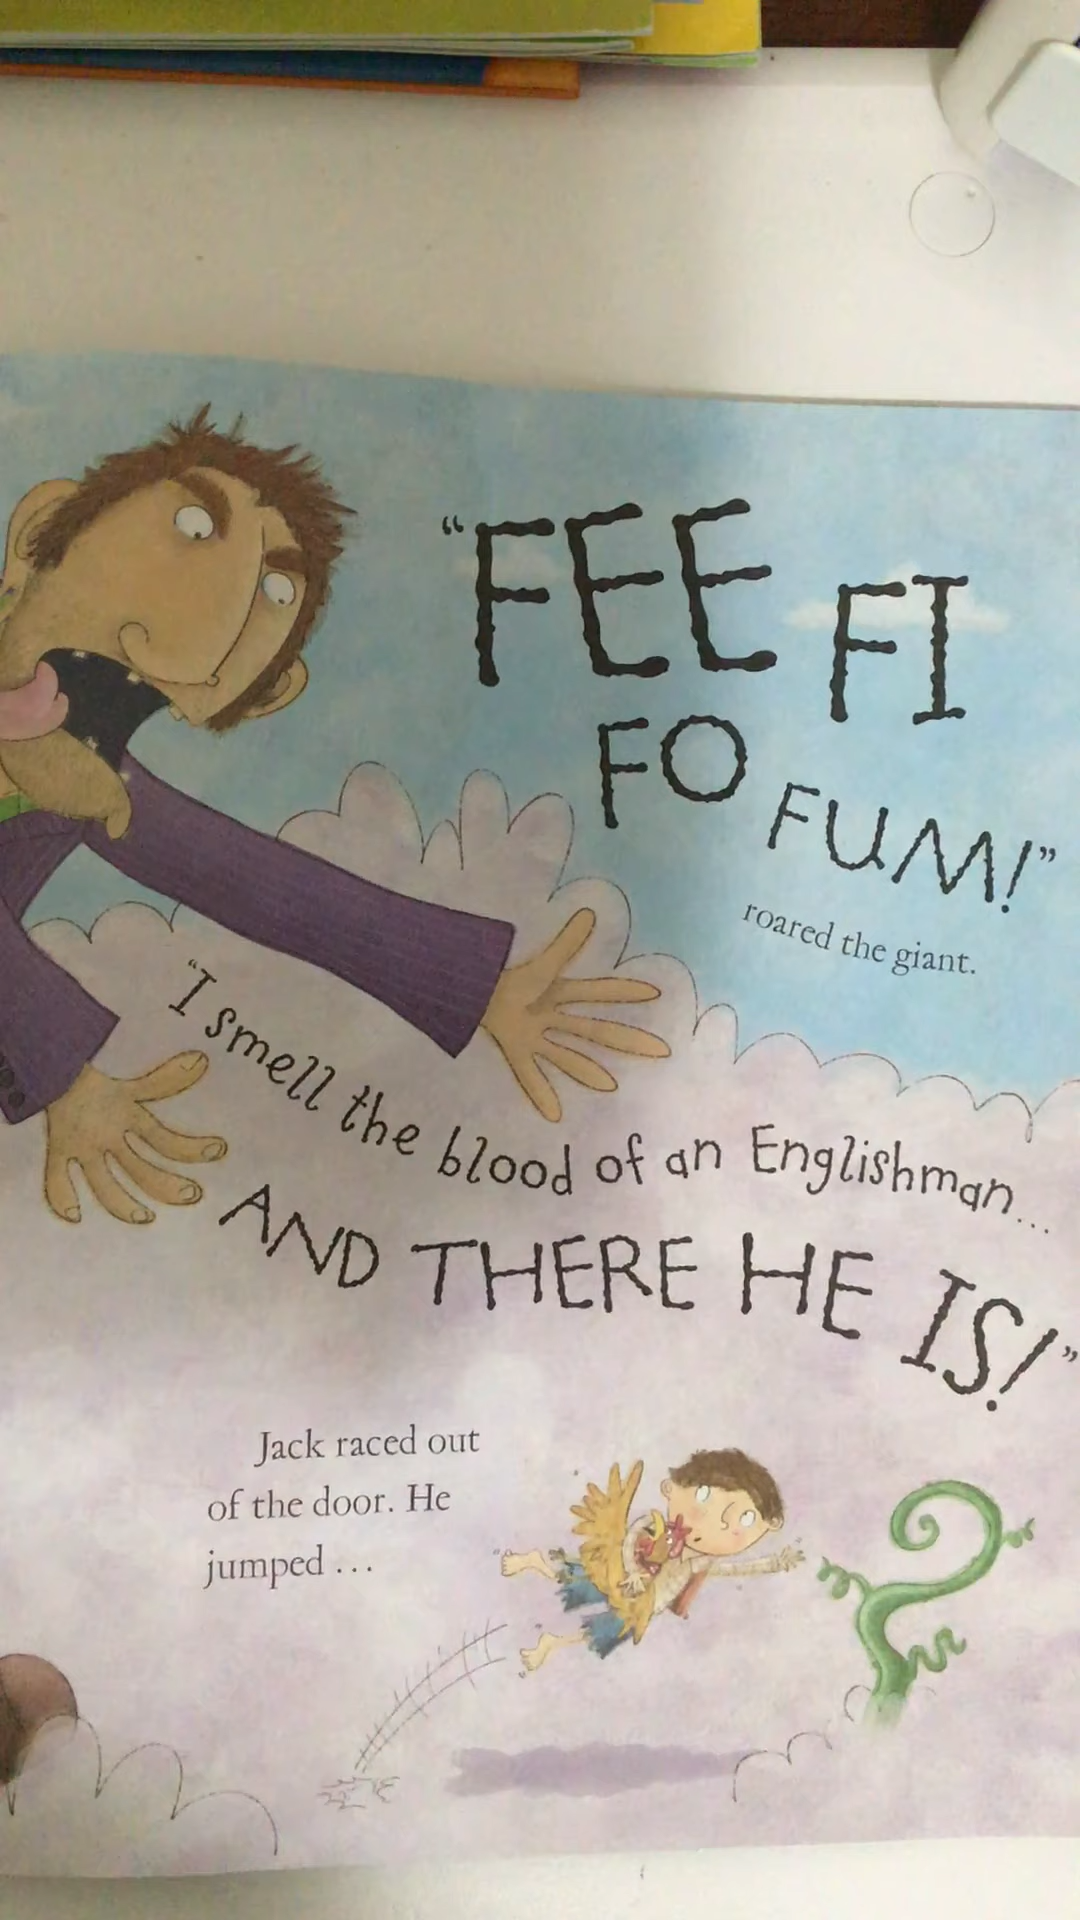 “FEE FI
FO FUM!”
roared the giant.
“I smell the blood of an Englishman...
AND THERE HE IS!”
Jack raced out
of the door. He
jumped ...